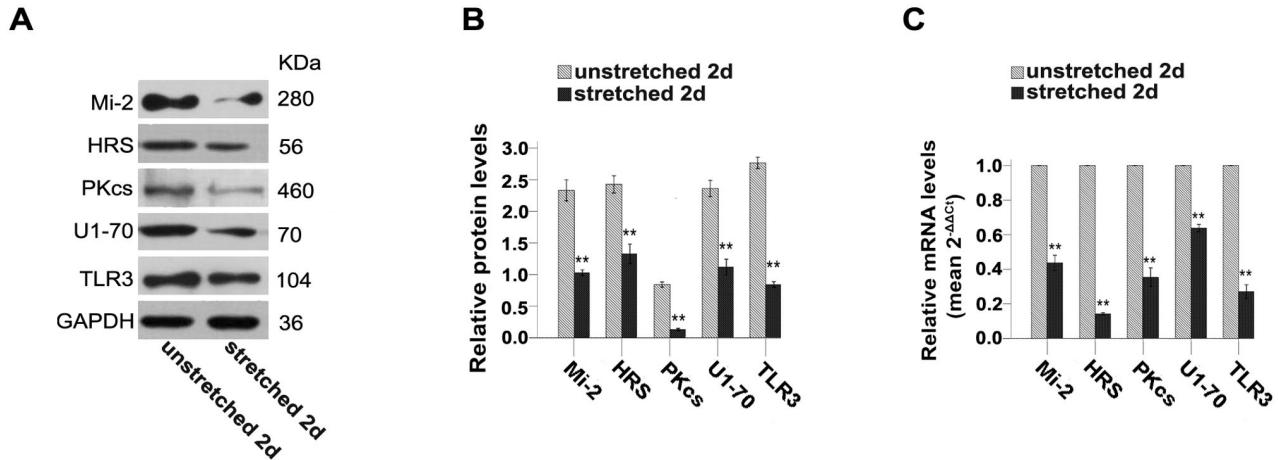 A
KDa
Mi-2 280
HRS 56
PKcs 460
U1-70 70
TLR3 104
GAPDH 36
unstretched 2d
stretched 2d
B
unstretched 2d
stretched 2d
Relative protein levels
3.0
2.5
2.0
1.5
1.0
0.5
0.0
**
**
**
**
**
Mi-2
HRS
PKcs
U1-70
TLR3
C
unstretched 2d
stretched 2d
Relative mRNA levels
(mean 2-ΔΔCt)
1.0
0.8
0.6
0.4
0.2
0.0
**
**
**
**
**
Mi-2
HRS
PKcs
U1-70
TLR3